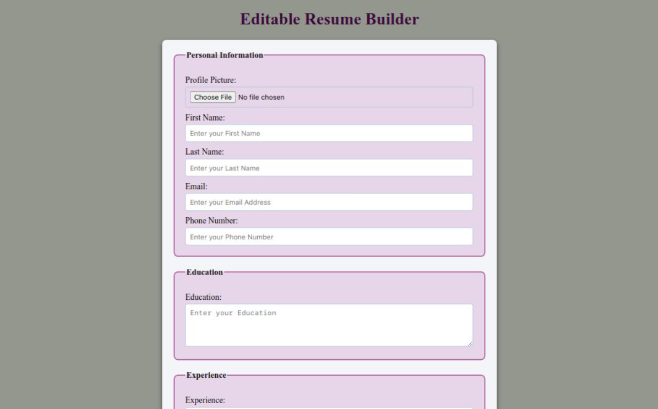 Editable Resume Builder
Personal Information
Profile Picture:
Choose File No file chosen
First Name:
Enter your First Name
Last Name:
Enter your Last Name
Email:
Enter your Email Address
Phone Number:
Enter your Phone Number
Education
Education:
Enter your Education
Experience
Experience: